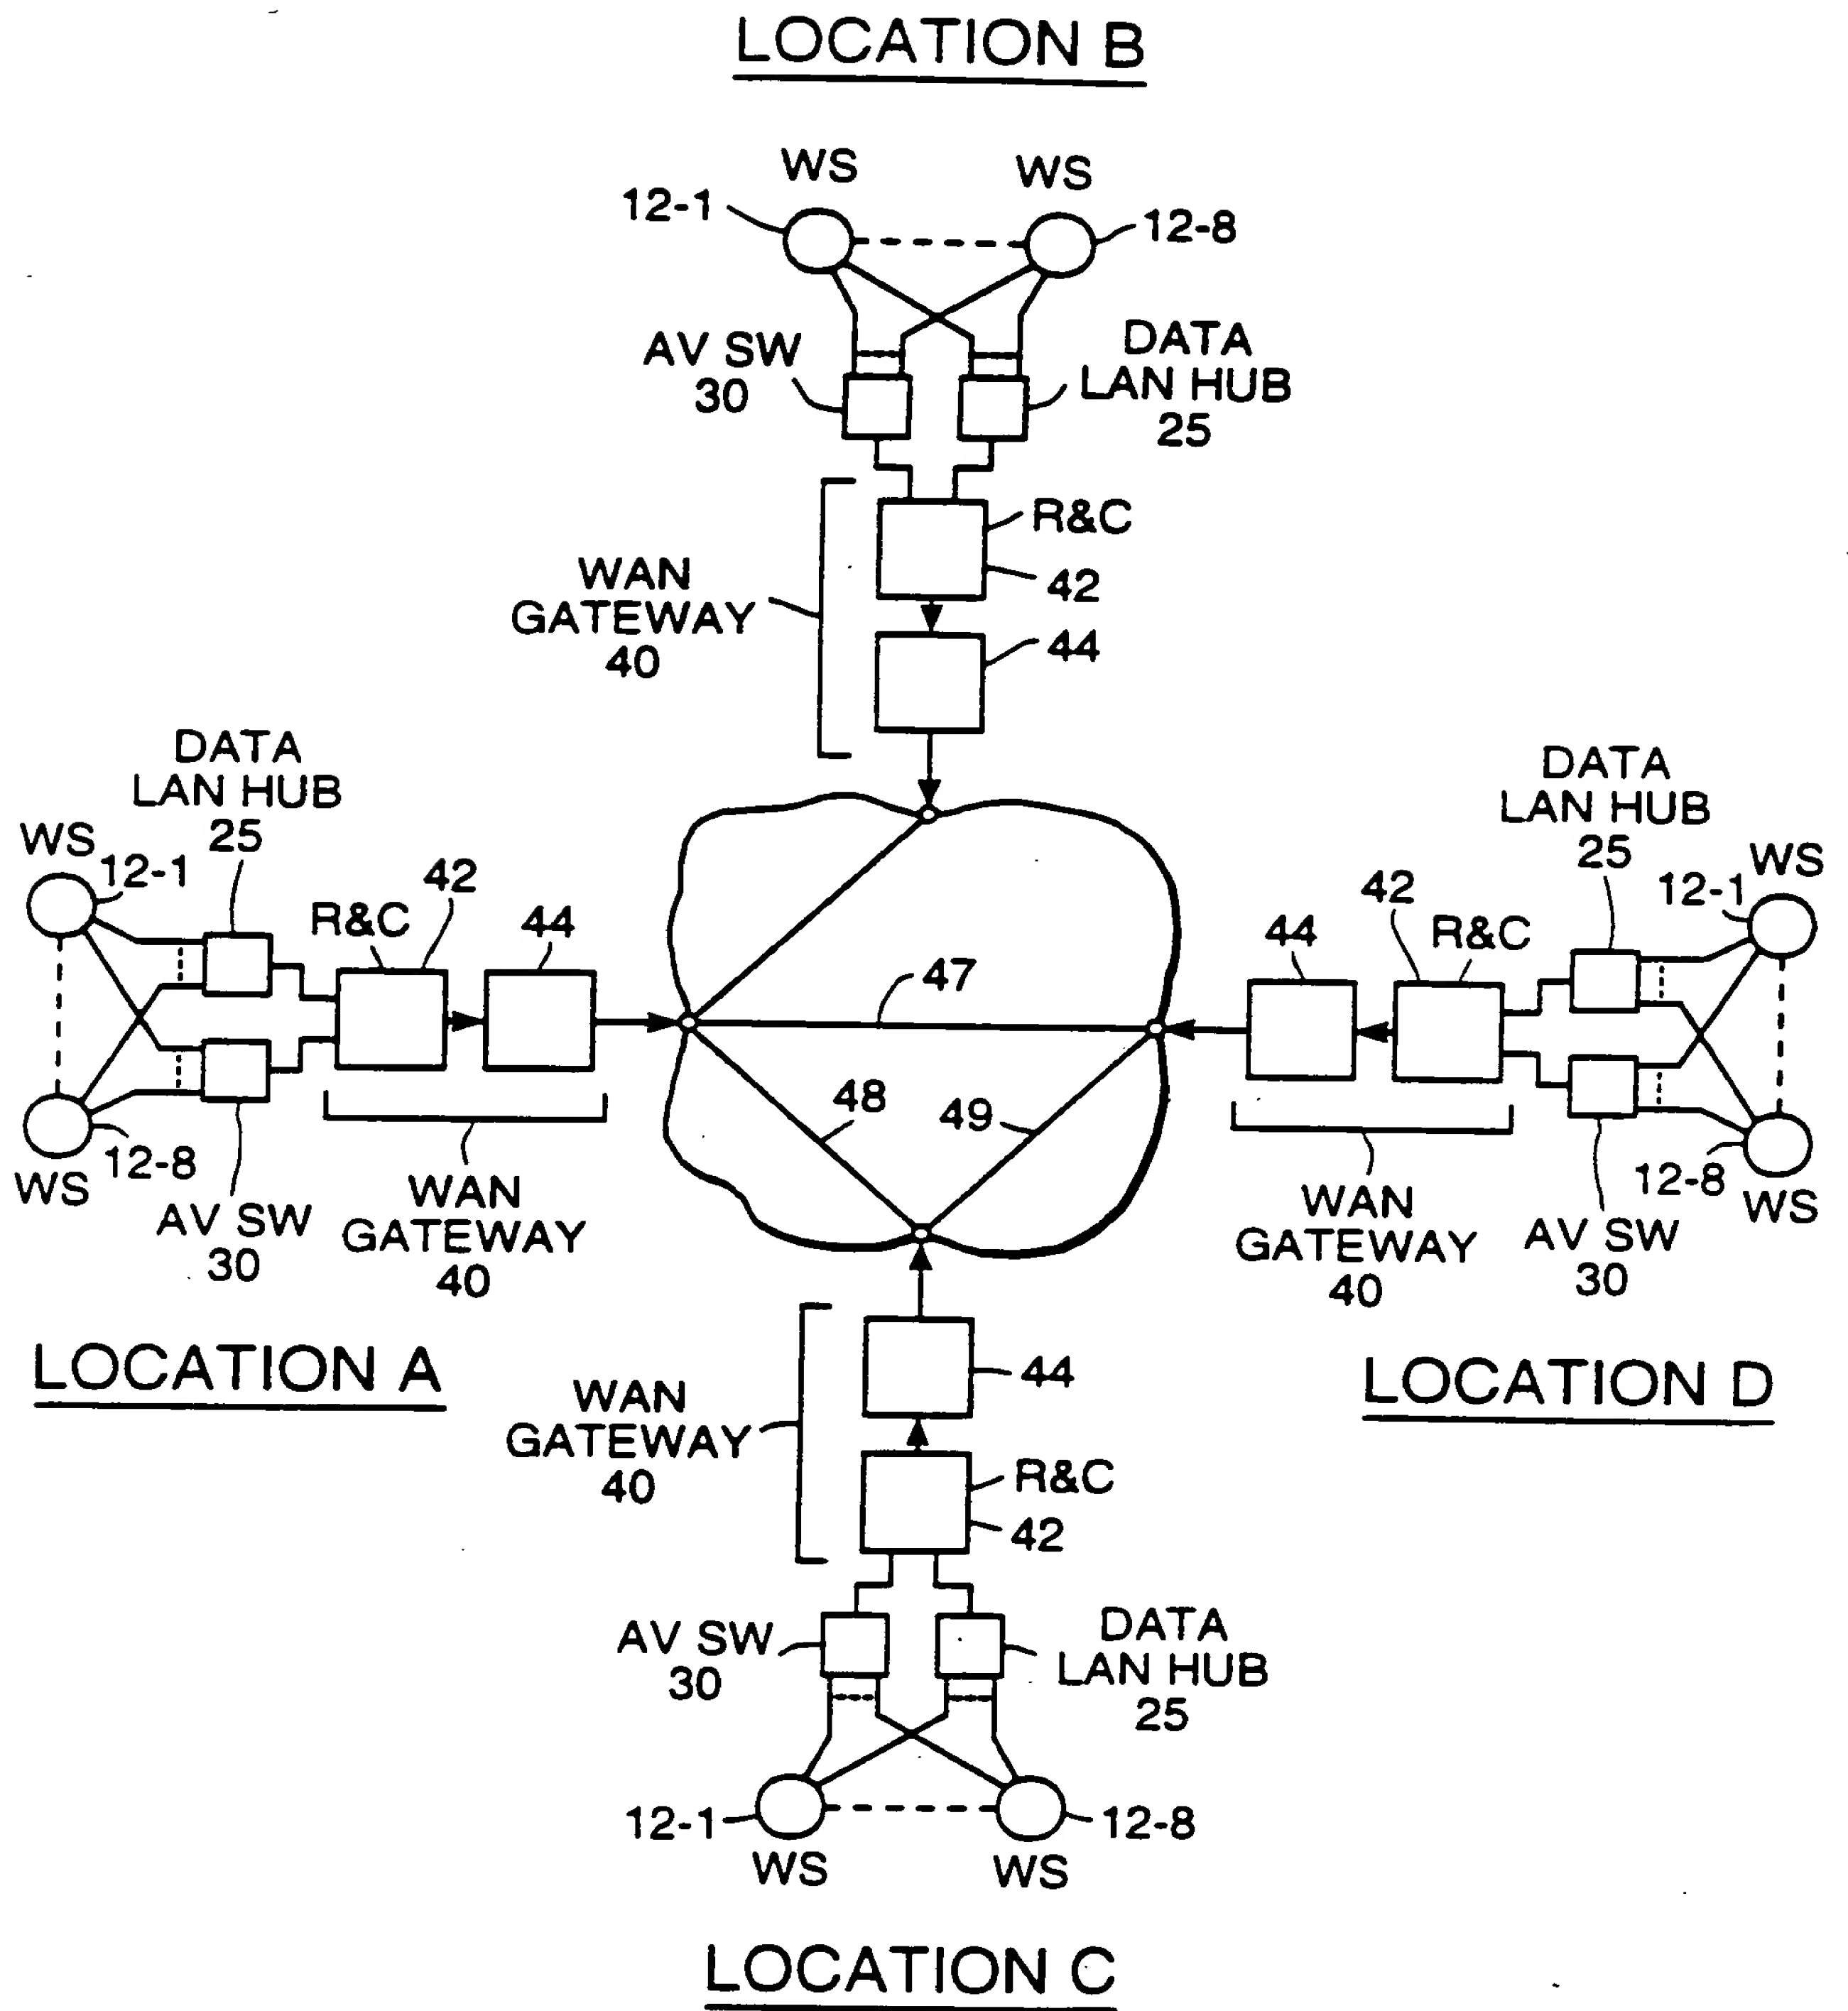 LOCATION B
WS
WS
12-1
12-8
AV SW
30
DATA
LAN HUB
25
R&C
42
WAN
GATEWAY
40
44
DATA
LAN HUB
25
WS
12-1
R&C
42
44
12-8
WS
AV SW
30
WAN
GATEWAY
40
LOCATION A
47
48
49
DATA
LAN HUB
25
WS
12-1
42
R&C
44
12-8
WS
WAN
GATEWAY
40
AV SW
30
LOCATION D
44
WAN
GATEWAY
40
R&C
42
AV SW
30
DATA
LAN HUB
25
12-1
12-8
WS
WS
LOCATION C